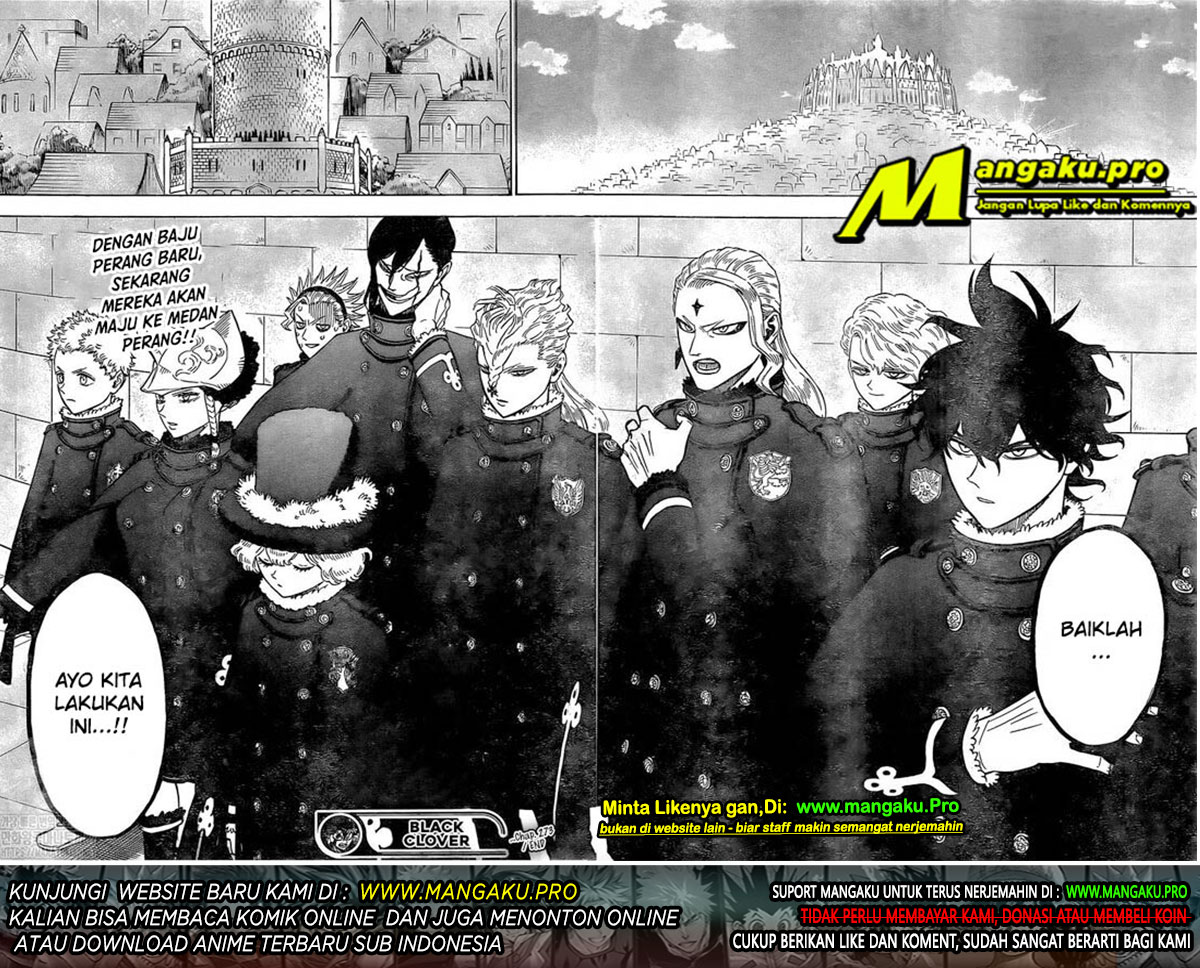 Mangaku.pro
Jangan Lupa Like dan Komennya
DENGAN BAJU
PERANG BARU,
SEKARANG
MEREKA AKAN
MAJU KE MEDAN
PERANG!!
BAIKLAH
...
AYO KITA
LAKUKAN
INI...!!
Minta Likenya gan,Di: www.mangaku.Pro
bukan di website lain - biar staff makin semangat nerjemahin
BLACK
CLOVER
KUNJUNGI WEBSITE BARU KAMI DI : WWW.MANGAKU.PRO
KALIAN BISA MEMBACA KOMIK ONLINE DAN JUGA MENONTON ONLINE
ATAU DOWNLOAD ANIME TERBARU SUB INDONESIA
SUPORT MANGAKU UNTUK TERUS NERJEMAHIN DI : WWW.MANGAKU.PRO
TIDAK PERLU MEMBAYAR KAMI, DONASI ATAU MEMBELI KOIN
CUKUP BERIKAN LIKE DAN KOMENT, SUDAH SANGAT BERARTI BAGI KAMI